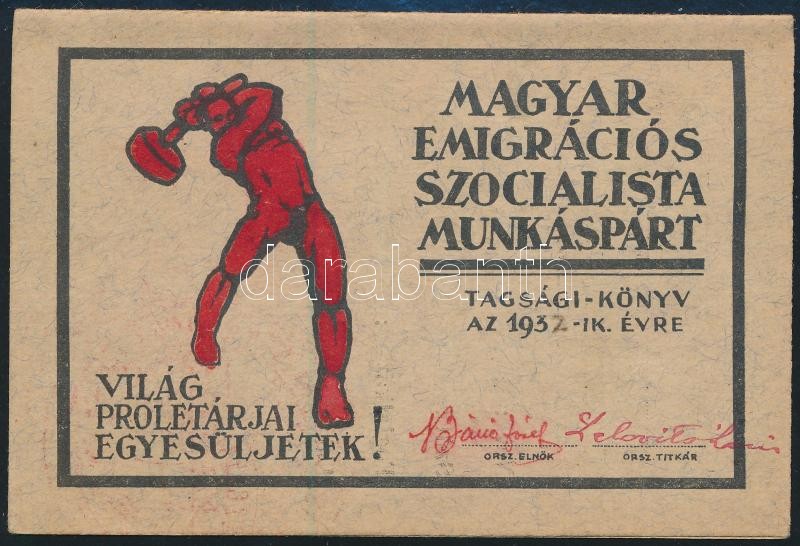 MAGYAR
EMIGRÁCIÓS
SZOCIALISTA
MUNKÁSPÁRT
TAGSÁGI-KÖNYV
AZ 1932-IK. ÉVRE
VILÁG
PROLETÁRJAI
EGYESÜLJETEK!
ORSZ. ELNÖK ORSZ. TITKÁR
darabanth